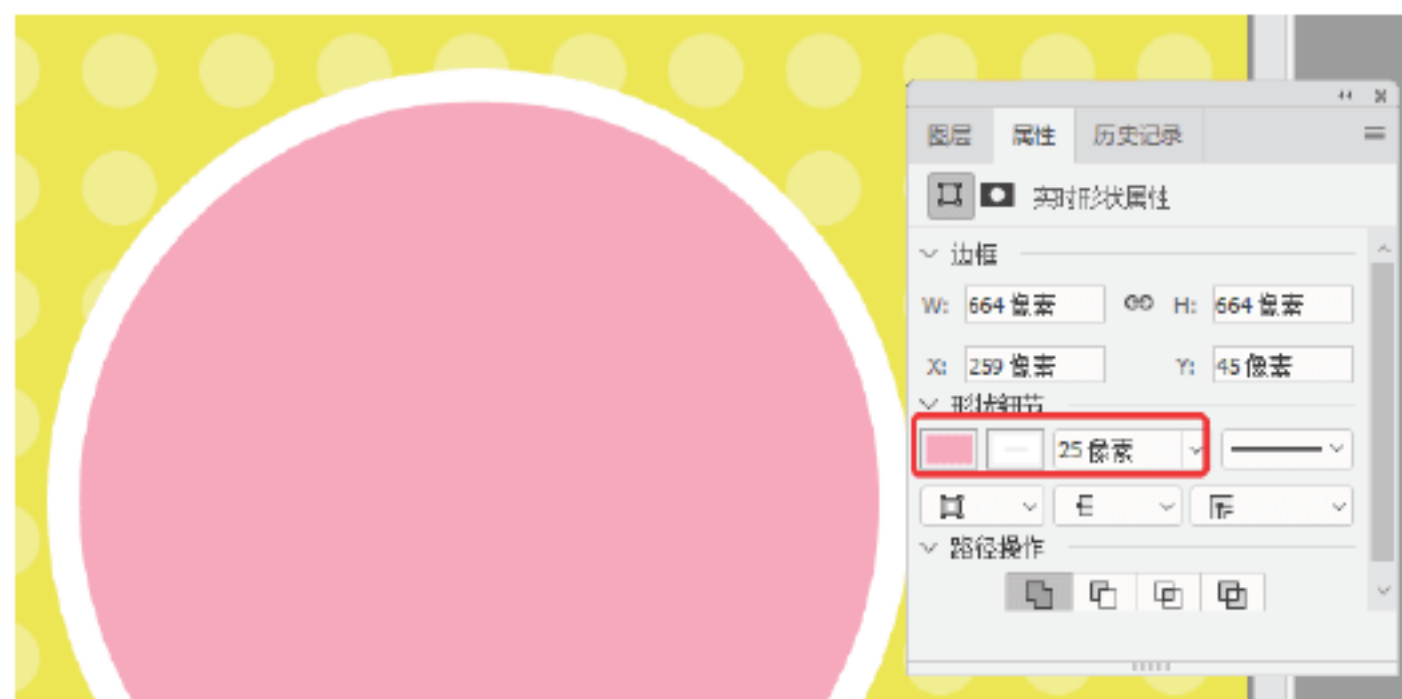 图层 属性 历史记录
实时形状属性
边框
W: 664 像素 H: 664 像素
X: 259 像素 Y: 45 像素
形状细节
25 像素
路径操作